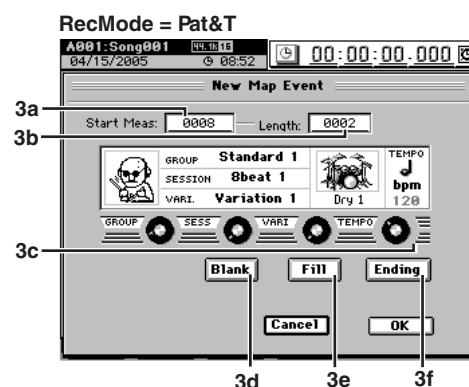 RecMode = Pat&T
A001:Song001 44.1k 16
04/15/2005 08:52
00:00:00.000
New Map Event
3a
Start Meas: 0008 Length: 0002
3b
GROUP Standard 1
SESSION 8beat 1
VARI. Variation 1
Dry 1
TEMPO
bpm
120
GROUP SESS VARI TEMPO
3c
Blank Fill Ending
Cancel OK
3d 3e 3f